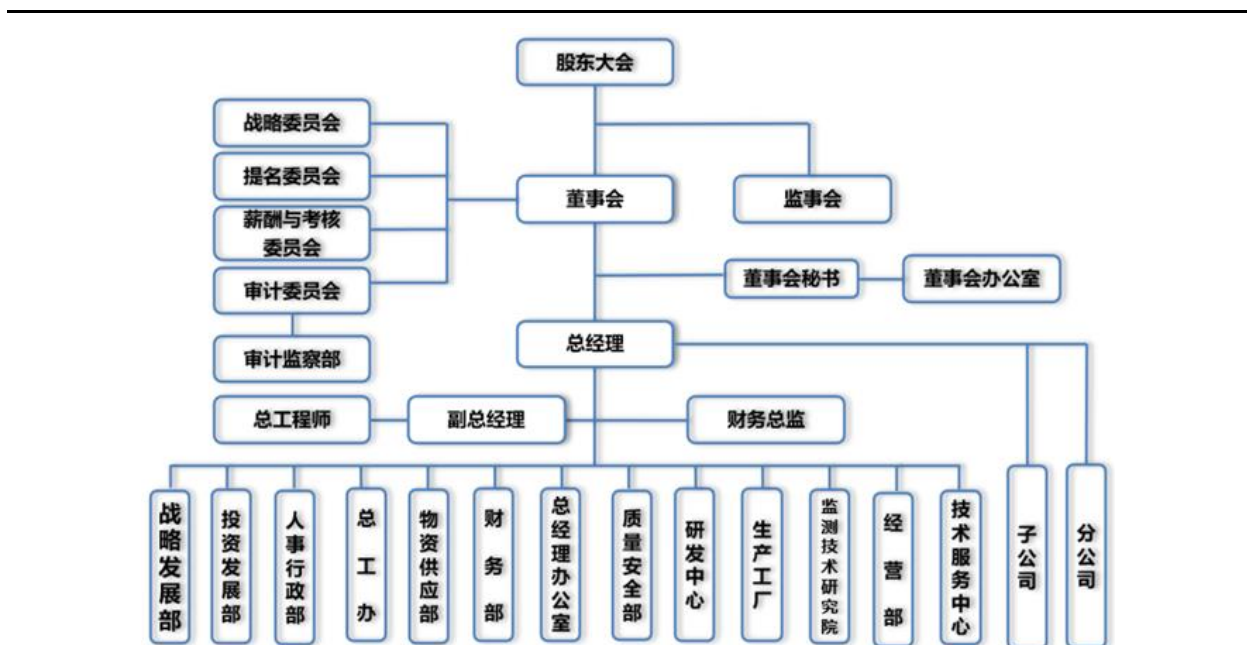 股东大会
战略委员会
提名委员会
董事会
监事会
薪酬与考核
委员会
审计委员会
董事会秘书
董事会办公室
总经理
审计监察部
总工程师
副总经理
财务总监
战略发展部
投资发展部
人事行政部
总工办
物资供应部
财务部
总经理办公室
质量安全部
研发中心
生产工厂
监测技术研究院
经营部
技术服务中心
子公司
分公司